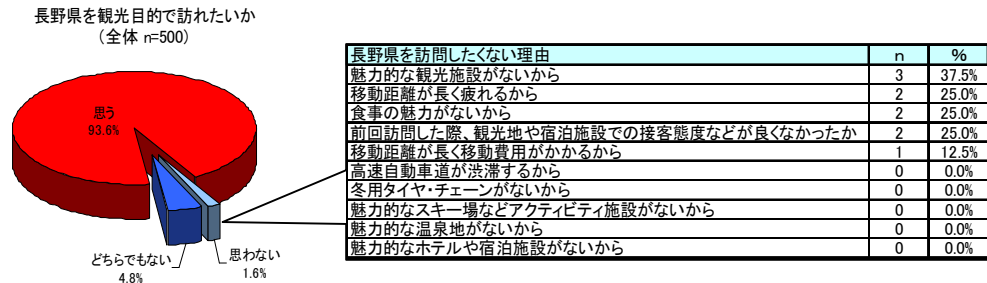 長野県を観光目的で訪れたいか
（全体 n=500）
思う
93.6%
どちらでもない
4.8%
思わない
1.6%
長野県を訪問したくない理由 n %
魅力的な観光施設がないから 3 37.5%
移動距離が長く疲れるから 2 25.0%
食事の魅力がないから 2 25.0%
前回訪問した際、観光地や宿泊施設での接客態度などが良くなかったか 2 25.0%
移動距離が長く移動費用がかかるから 1 12.5%
高速自動車道が渋滞するから 0 0.0%
冬用タイヤ・チェーンがないから 0 0.0%
魅力的なスキー場などアクティビティ施設がないから 0 0.0%
魅力的な温泉地がないから 0 0.0%
魅力的なホテルや宿泊施設がないから 0 0.0%